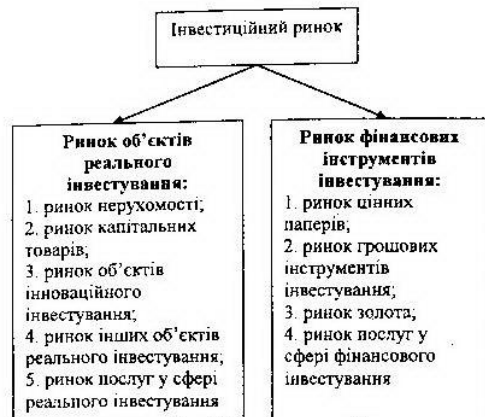 Інвестиційний ринок
Ринок об’єктів
реального
інвестування:
1. ринок нерухомості;
2. ринок капітальних
товарів;
3. ринок об’єктів
інноваційного
інвестування;
4. ринок інших об’єктів
реального інвестування;
5. ринок послуг у сфері
реального інвестування
Ринок фінансових
інструментів
інвестування:
1. ринок цінних
паперів;
2. ринок грошових
інструментів
інвестування;
3. ринок золота;
4. ринок послуг у
сфері фінансового
інвестування